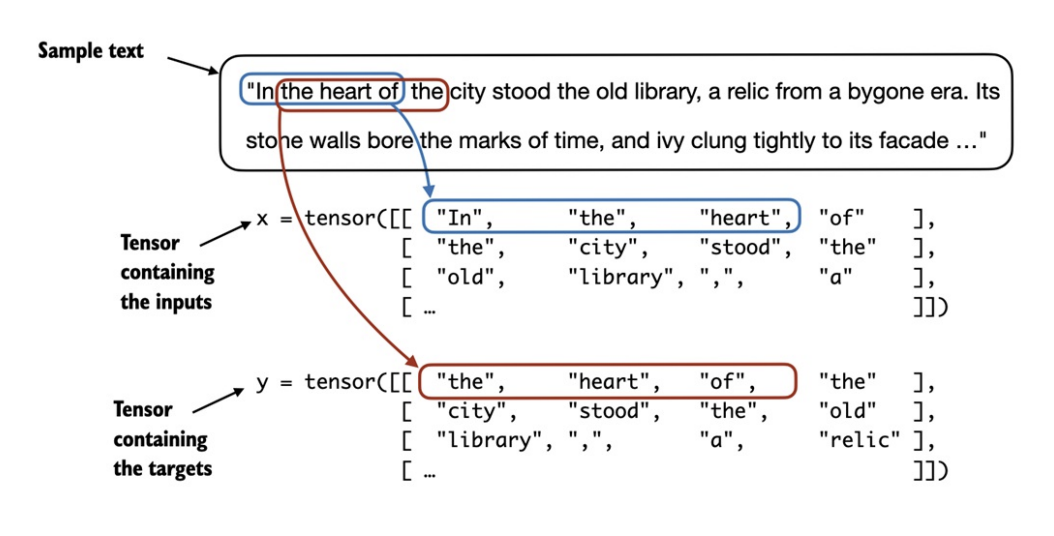 Sample text
"In the heart of the city stood the old library, a relic from a bygone era. Its
stone walls bore the marks of time, and ivy clung tightly to its facade …"
x = tensor([[ "In", "the", "heart", "of" ],
[ "the", "city", "stood", "the" ],
[ "old", "library", ",", "a" ],
[ … ]])
Tensor
containing
the inputs
y = tensor([[ "the", "heart", "of", "the" ],
[ "city", "stood", "the", "old" ],
[ "library", ",", "a", "relic" ],
[ … ]])
Tensor
containing
the targets